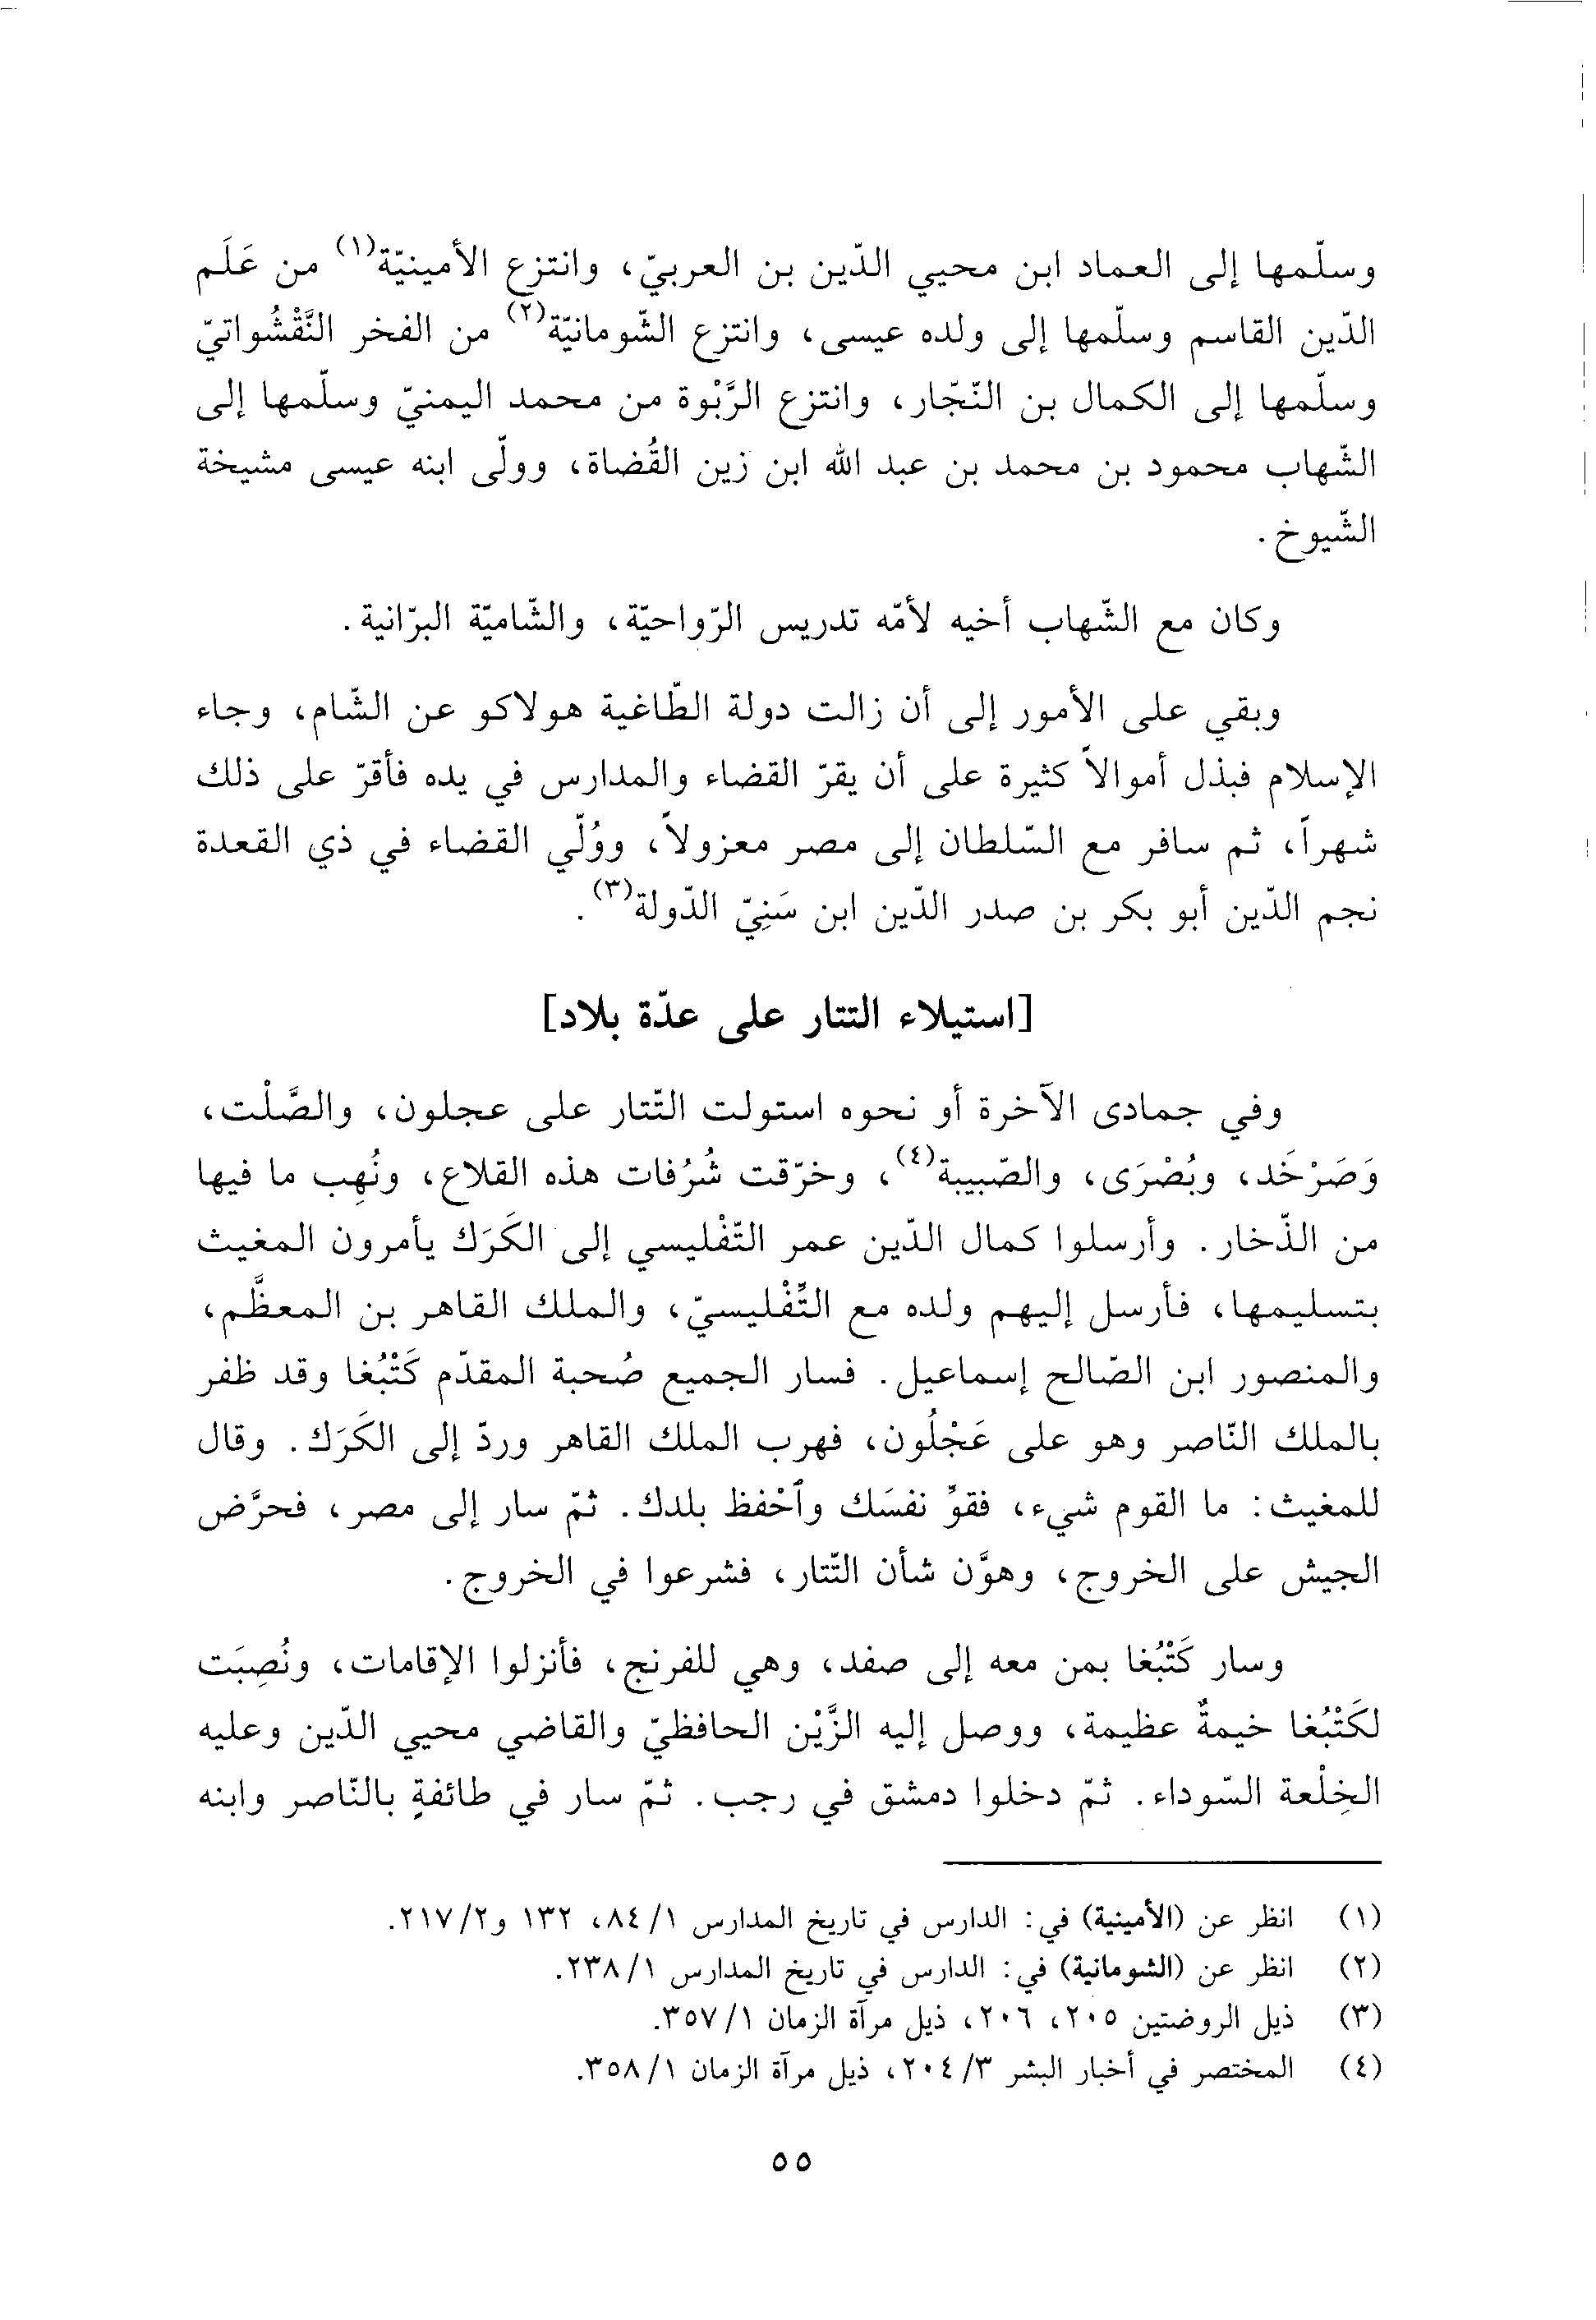 وسلّمها إلى العماد ابن محيي الدّين بن العربيّ، وانتزع الأمينيّة(١) من عَلَم
الدّين القاسم وسلّمها إلى ولده عيسى، وانتزع الشّومانيّة(٢) من الفخر النَّقْشُواتيّ
وسلّمها إلى الكمال بن النّجّار، وانتزع الرَّبْوة من محمد اليمنيّ وسلّمها إلى
الشّهاب محمود بن محمد بن عبد الله ابن زين القُضاة، وولّى ابنه عيسى مشيخة
الشّيوخ.
وكان مع الشّهاب أخيه لأمّه تدريس الرّواحيّة، والشّاميّة البرّانية.
وبقي على الأمور إلى أن زالت دولة الطّاغية هولاكو عن الشّام، وجاء
الإسلام فبذل أموالاً كثيرة على أن يقرّ القضاء والمدارس في يده فأقرّ على ذلك
شهراً، ثم سافر مع السّلطان إلى مصر معزولاً، ووُلّي القضاء في ذي القعدة
نجم الدّين أبو بكر بن صدر الدّين ابن سَنِيّ الدّولة(٣).
[استيلاء التتار على عدّة بلاد]
وفي جمادى الآخرة أو نحوه استولت التّتار على عجلون، والصَّلْت،
وَصَرْخَد، وبُصْرَى، والصّبيبة(٤)، وخرّقت شُرُفات هذه القلاع، ونُهِب ما فيها
من الذّخار. وأرسلوا كمال الدّين عمر التّفْليسي إلى الكَرَك يأمرون المغيث
بتسليمها، فأرسل إليهم ولده مع التِّفْليسيّ، والملك القاهر بن المعظَّم،
والمنصور ابن الصّالح إسماعيل. فسار الجميع صُحبة المقدّم كَتْبُغا وقد ظفر
بالملك النّاصر وهو على عَجْلُون، فهرب الملك القاهر وردّ إلى الكَرَك. وقال
للمغيث: ما القوم شيء، فقوِّ نفسَك وٱحْفظ بلدك. ثمّ سار إلى مصر، فحرَّض
الجيش على الخروج، وهوَّن شأن التّتار، فشرعوا في الخروج.
وسار كَتْبُغا بمن معه إلى صفد، وهي للفرنج، فأنزلوا الإقامات، ونُصِبَت
لكَتْبُغا خيمةٌ عظيمة، ووصل إليه الزَّيْن الحافظيّ والقاضي محيي الدّين وعليه
الخِلْعة السّوداء. ثمّ دخلوا دمشق في رجب. ثمّ سار في طائفةٍ بالنّاصر وابنه
(١) انظر عن (الأمينية) في: الدارس في تاريخ المدارس ١/ ٨٤، ١٣٢ و٢/ ٢١٧.
(٢) انظر عن (الشومانية) في: الدارس في تاريخ المدارس ١/ ٢٣٨.
(٣) ذيل الروضتين ٢٠٥، ٢٠٦، ذيل مرآة الزمان ١/ ٣٥٧.
(٤) المختصر في أخبار البشر ٣/ ٢٠٤، ذيل مرآة الزمان ١/ ٣٥٨.
٥٥